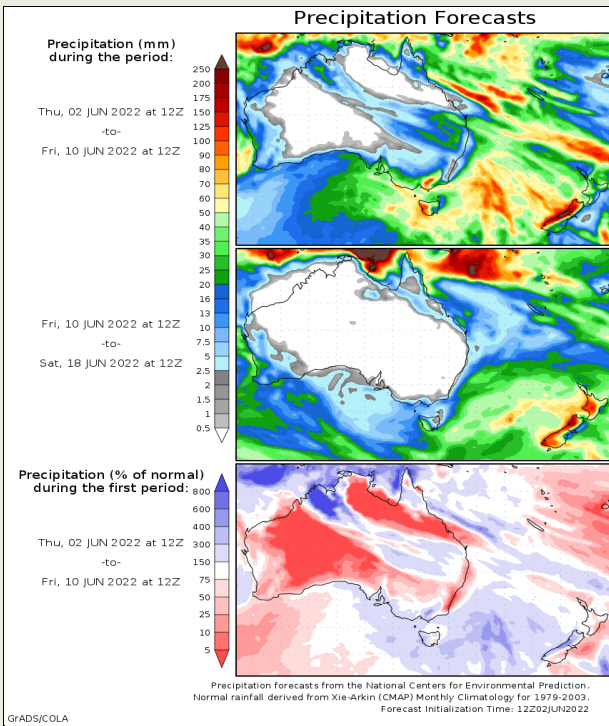 Precipitation Forecasts
Precipitation (mm)
during the period:
Thu, 02 JUN 2022 at 12Z
-to-
Fri, 10 JUN 2022 at 12Z
250
200
175
150
125
100
90
80
70
60
50
40
35
30
25
20
16
13
10
7.5
5
2.5
2
1.5
1
0.5
Fri, 10 JUN 2022 at 12Z
-to-
Sat, 18 JUN 2022 at 12Z
Precipitation (% of normal)
during the first period:
Thu, 02 JUN 2022 at 12Z
-to-
Fri, 10 JUN 2022 at 12Z
800
600
400
300
150
75
50
25
10
5
Precipitation forecasts from the National Centers for Environmental Prediction.
Normal rainfall derived from Xie-Arkin (CMAP) Monthly Climatology for 1979-2003.
Forecast Initialization Time: 12Z02JUN2022
GrADS/COLA